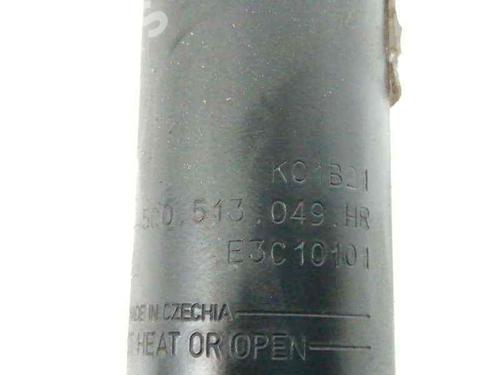 KC1B21
5C0.513.049.HR
E3C10101
MADE IN CZECHIA
HEAT OR OPEN